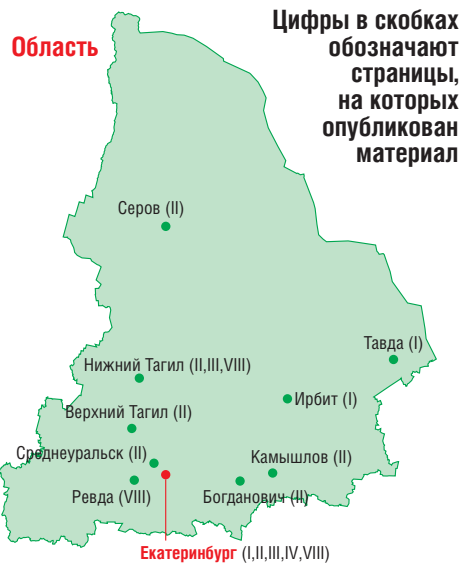 Область
Цифры в скобках
обозначают
страницы,
на которых
опубликован
материал
Серов (II)
Тавда (I)
Нижний Тагил (II,III,VIII)
Ирбит (I)
Верхний Тагил (II)
Среднеуральск (II)
Камышлов (II)
Ревда (VIII)
Богданович (II)
Екатеринбург (I,II,III,IV,VIII)